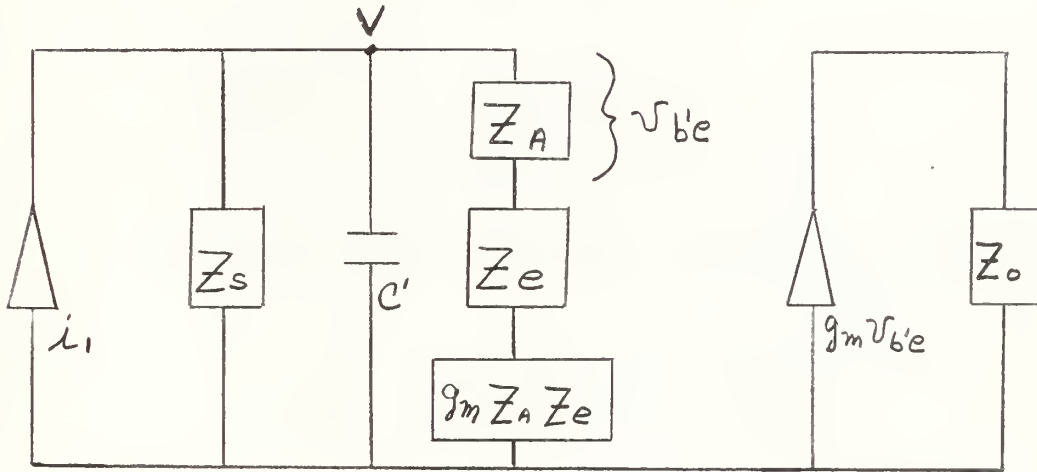 V
Z_A
v_b'e
Z_s
C'
Z_e
Z_o
i_1
g_m v_b'e
g_m Z_A Z_e